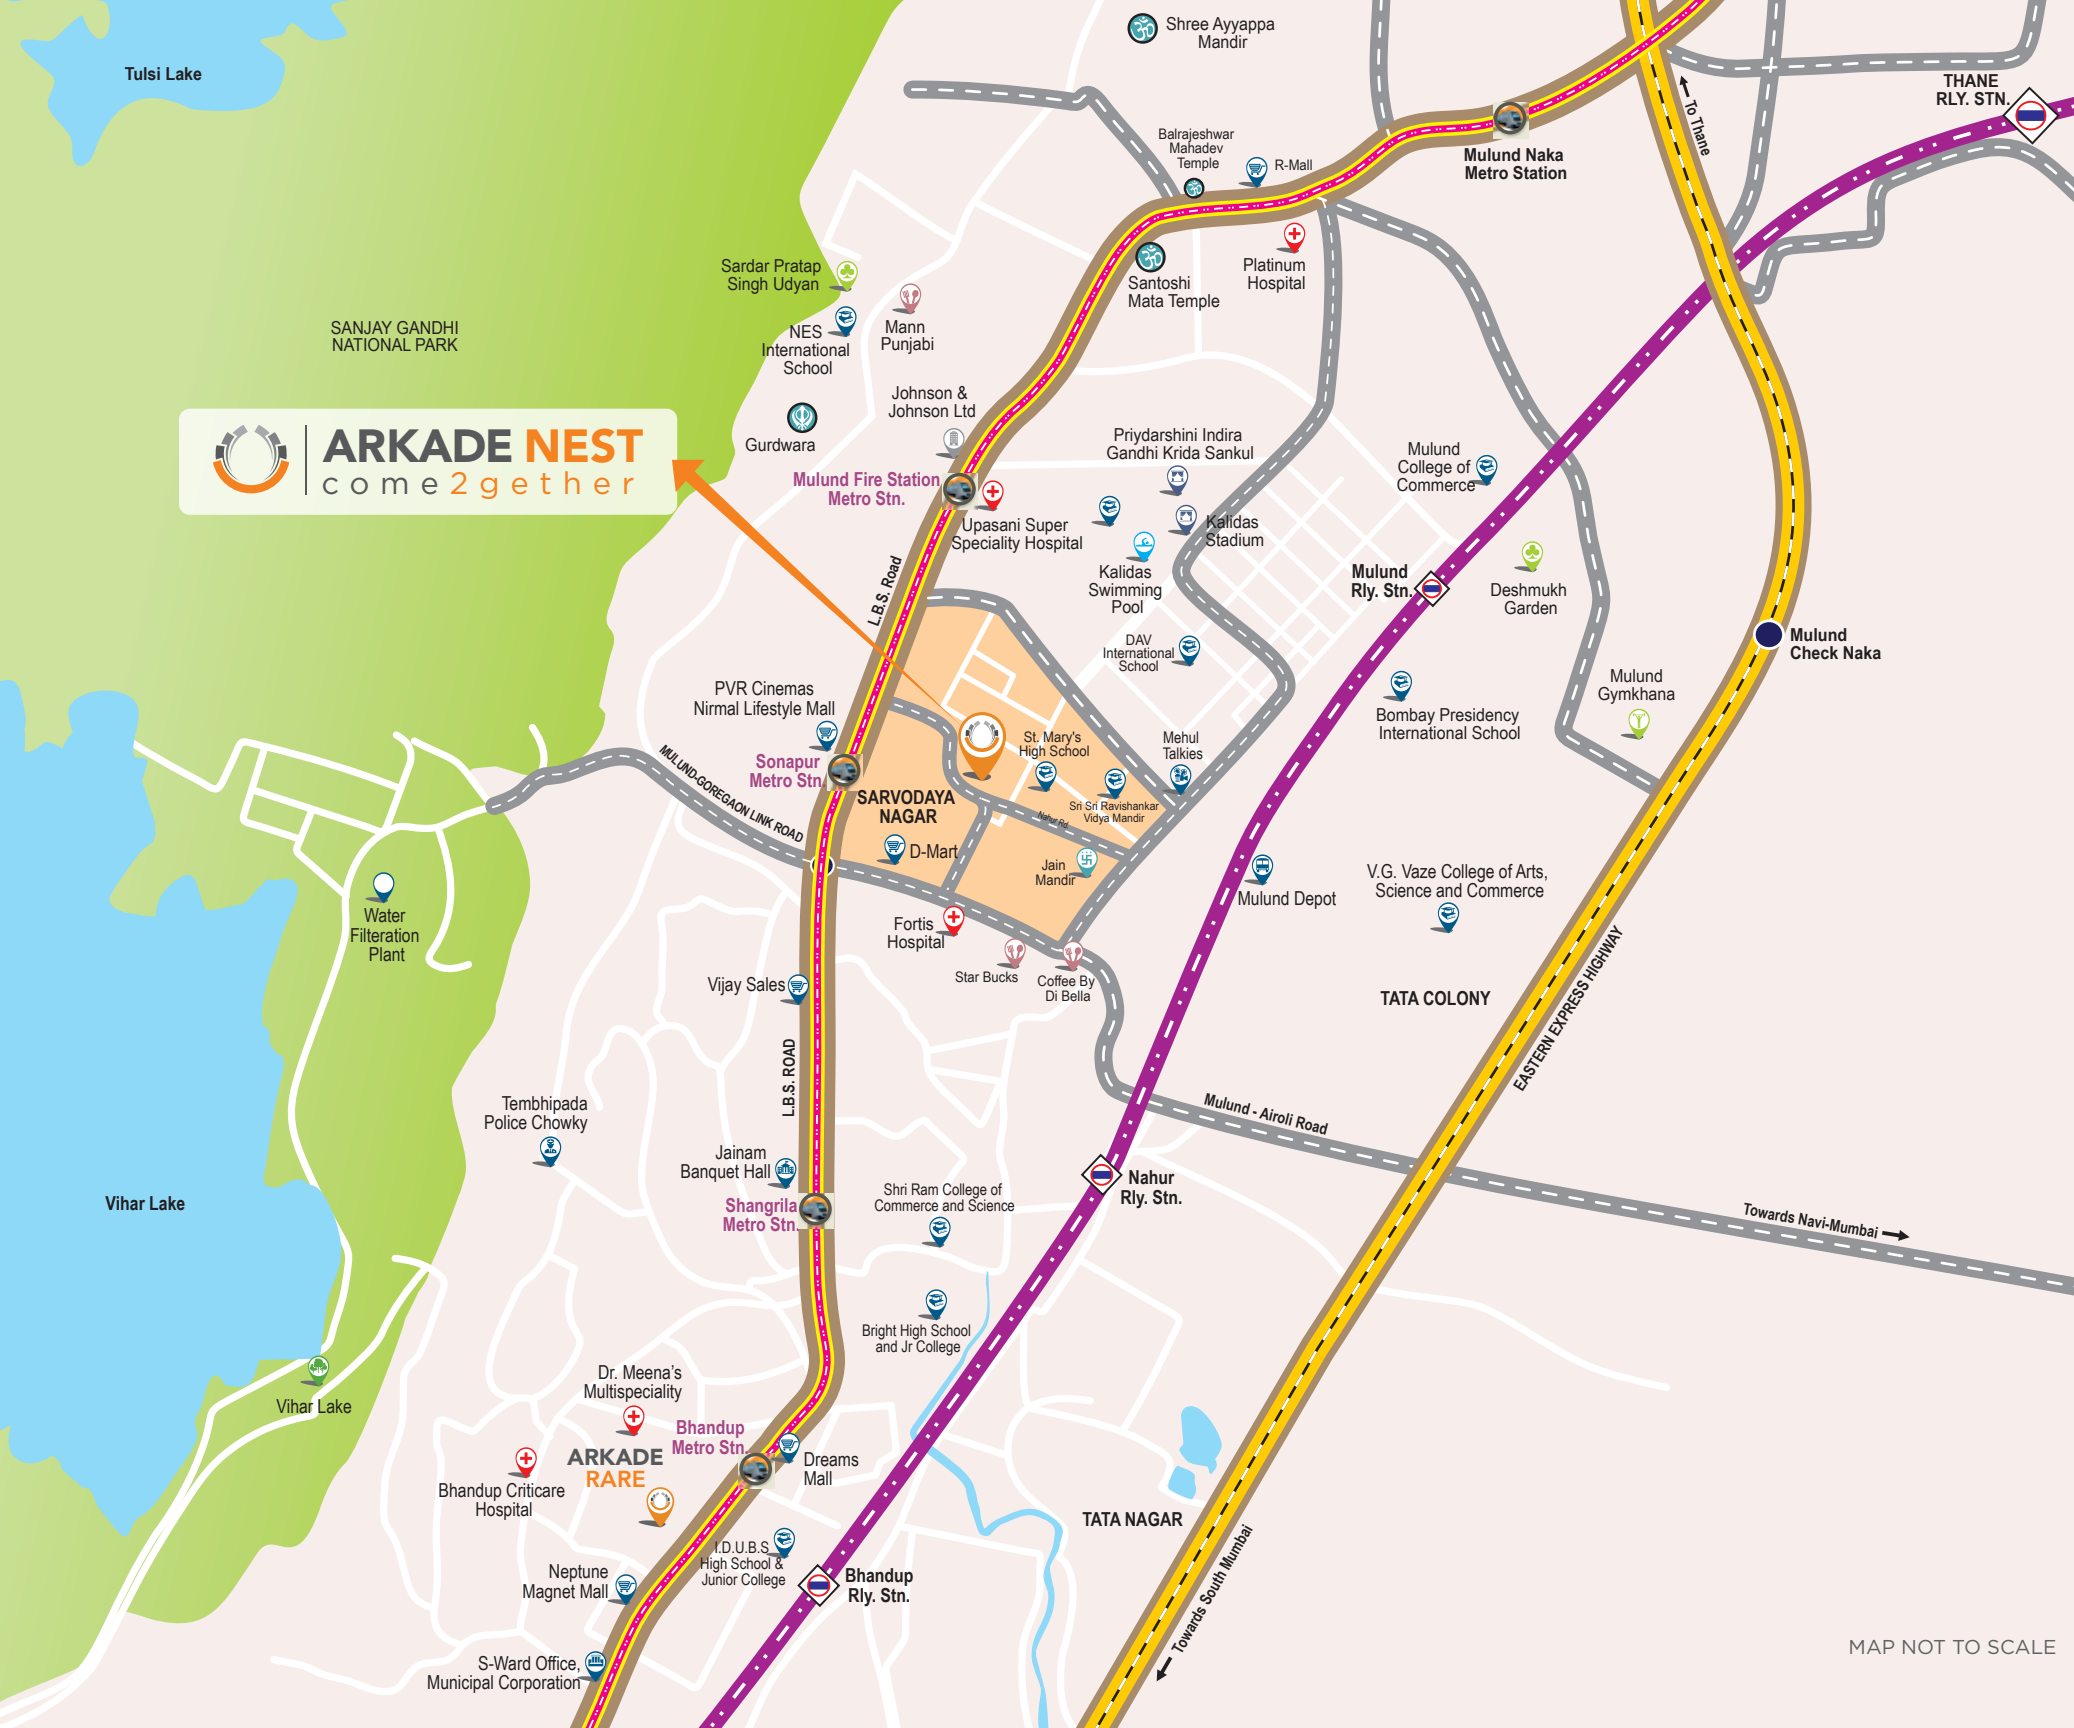 Tulsi Lake
Shree Ayyappa
Mandir
THANE
RLY. STN.
To Thane
Balrajeshwar
Mahadev
Temple
R-Mall
Mulund Naka
Metro Station
Sardar Pratap
Singh Udyan
Santoshi
Mata Temple
Platinum
Hospital
SANJAY GANDHI
NATIONAL PARK
NES
International
School
Mann
Punjabi
Johnson &
Johnson Ltd
ARKADE NEST
come2gether
Gurdwara
Priydarshini Indira
Gandhi Krida Sankul
Mulund
College of
Commerce
Mulund Fire Station
Metro Stn.
Upasani Super
Speciality Hospital
Kalidas
Stadium
Kalidas
Swimming
Pool
L.B.S. Road
Mulund
Rly. Stn.
Deshmukh
Garden
DAV
International
School
Mulund
Check Naka
Mulund
Gymkhana
PVR Cinemas
Nirmal Lifestyle Mall
Bombay Presidency
International School
St. Mary's
High School
Mehul
Talkies
Sonapur
Metro Stn.
MULUND-GOREGAON LINK ROAD
SARVODAYA
NAGAR
Sri Sri Ravishankar
Vidya Mandir
Nahur Rd.
D-Mart
Jain
Mandir
Mulund Depot
V.G. Vaze College of Arts,
Science and Commerce
Water
Filteration
Plant
Fortis
Hospital
Star Bucks
Coffee By
Di Bella
Vijay Sales
TATA COLONY
EASTERN EXPRESS HIGHWAY
L.B.S. ROAD
Tembhipada
Police Chowky
Mulund - Airoli Road
Jainam
Banquet Hall
Shangrila
Metro Stn.
Shri Ram College of
Commerce and Science
Nahur
Rly. Stn.
Vihar Lake
Towards Navi-Mumbai
Bright High School
and Jr College
Vihar Lake
Dr. Meena's
Multispeciality
Bhandup
Metro Stn.
ARKADE
RARE
Dreams
Mall
Bhandup Criticare
Hospital
TATA NAGAR
I.D.U.B.S
High School &
Junior College
Bhandup
Rly. Stn.
Neptune
Magnet Mall
Towards South Mumbai
S-Ward Office,
Municipal Corporation
MAP NOT TO SCALE